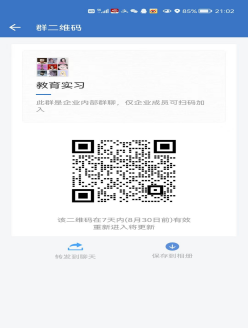 85% 21:02
群二维码
教育实习
此群是企业内部群聊，仅企业成员可扫码加
入
该二维码在7天内(8月30日前)有效
重新进入将更新
转发到聊天 保存到相册